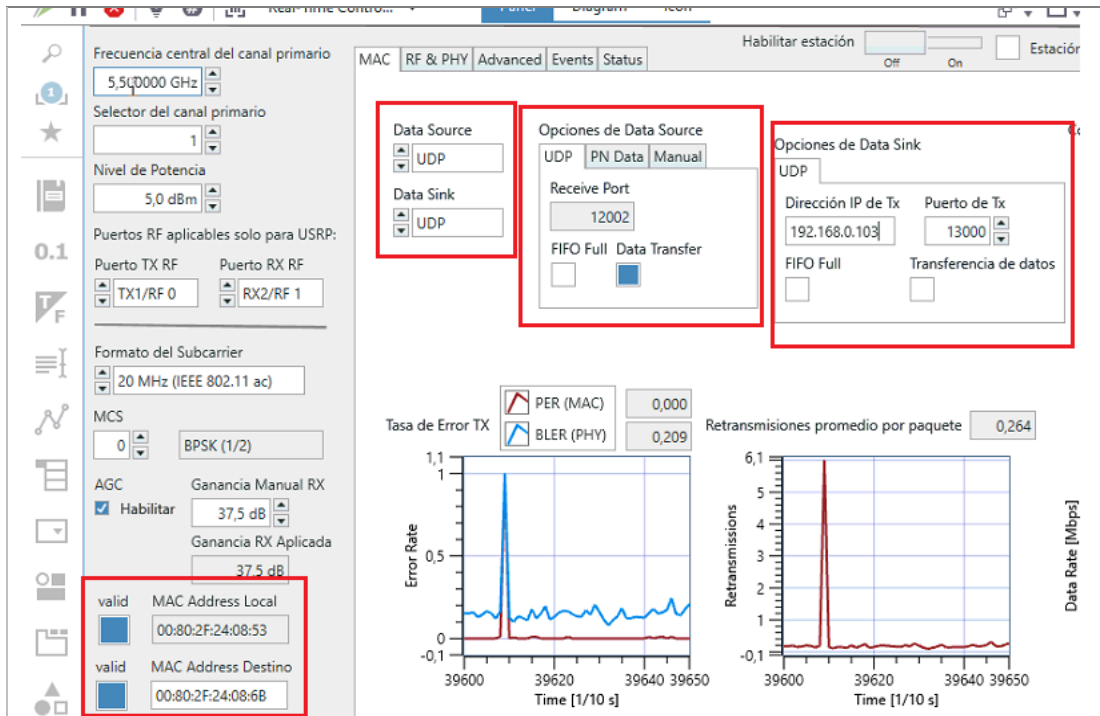 Panel
Diagram
Icon
Frecuencia central del canal primario
5,500000 GHz
Selector del canal primario
1
Nivel de Potencia
5,0 dBm
Puertos RF aplicables solo para USRP:
Puerto TX RF Puerto RX RF
TX1/RF 0 RX2/RF 1
Formato del Subcarrier
20 MHz (IEEE 802.11 ac)
MCS
0 BPSK (1/2)
AGC Ganancia Manual RX
Habilitar 37,5 dB
Ganancia RX Aplicada
37,5 dB
valid MAC Address Local
00:80:2F:24:08:53
valid MAC Address Destino
00:80:2F:24:08:6B
1
0.1
T F
Habilitar estación Off On Estación
MAC RF & PHY Advanced Events Status
Data Source
UDP
Data Sink
UDP
Opciones de Data Source
UDP PN Data Manual
Receive Port
12002
FIFO Full Data Transfer
Opciones de Data Sink
UDP
Dirección IP de Tx Puerto de Tx
192.168.0.103 13000
FIFO Full Transferencia de datos
Tasa de Error TX
PER (MAC) 0,000
BLER (PHY) 0,209
Error Rate
1,1
1
0,5
0
-0,1
39600 39620 39640 39650
Time [1/10 s]
Retransmisiones promedio por paquete 0,264
Retransmissions
6,1
5
4
3
2
1
-0,1
39600 39620 39640 39650
Time [1/10 s]
Data Rate [Mbps]